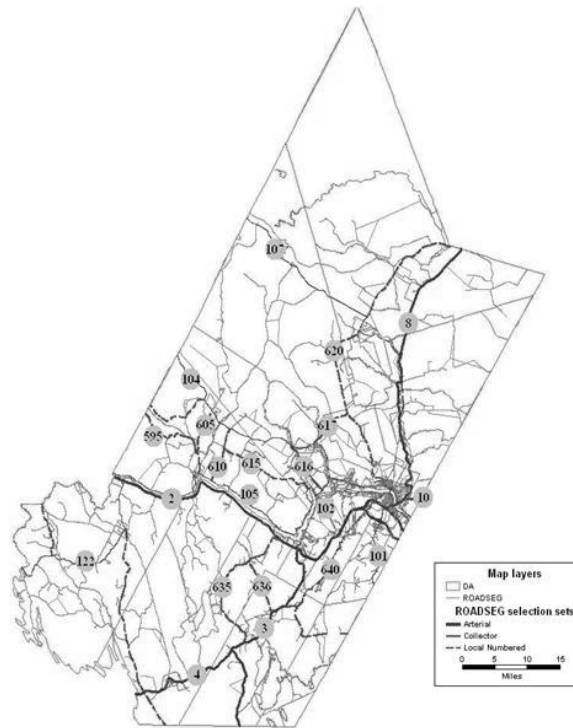 107
8
620
104
605
617
595
610
615
616
2
105
102
10
122
101
640
635
636
3
4
Map layers
DA
ROADSEG
ROADSEG selection sets
Arterial
Collector
Local Numbered
0 5 10 15
Miles